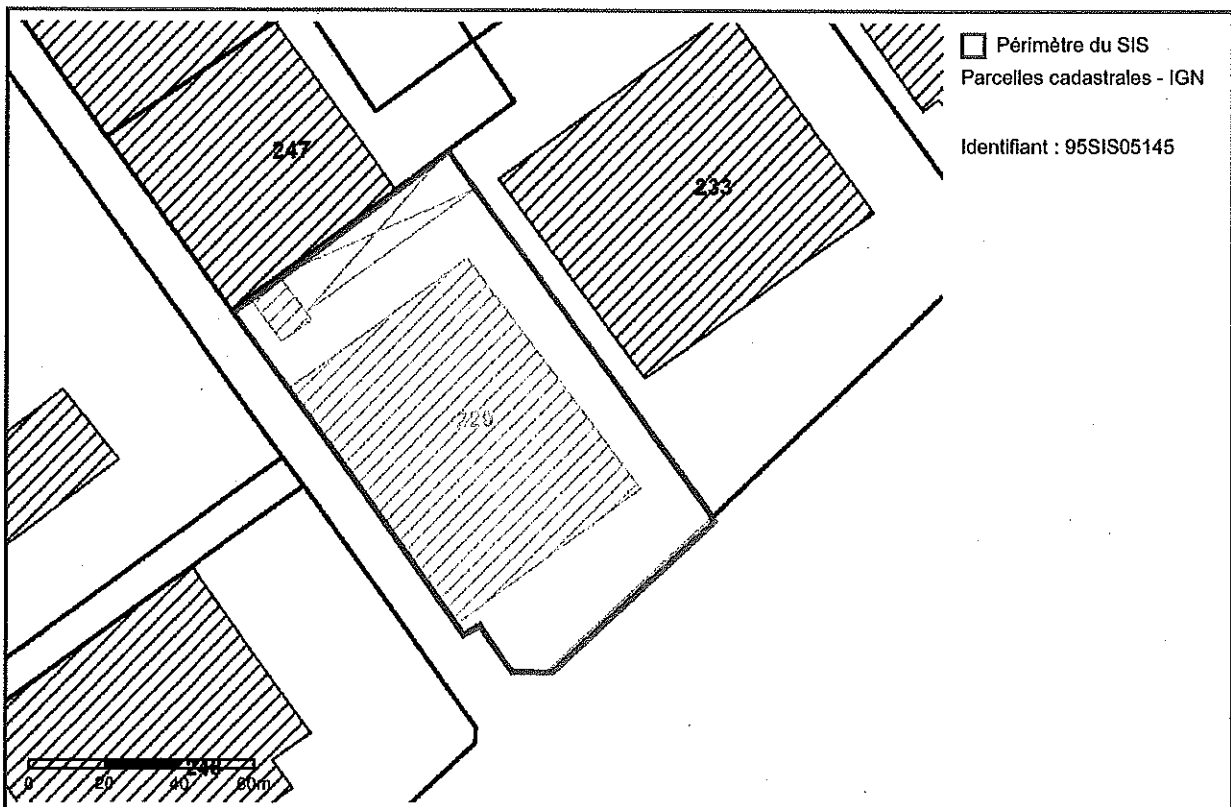 Périmètre du SIS
Parcelles cadastrales - IGN
Identifiant : 95SIS05145
247
233
0 20 40 60m